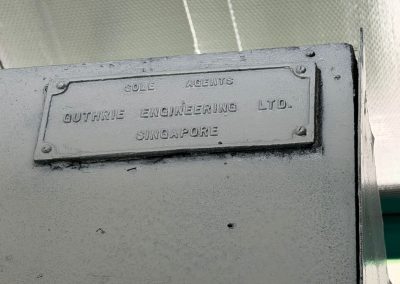 SOLE AGENTS
GUTHRIE ENGINEERING LTD.
SINGAPORE